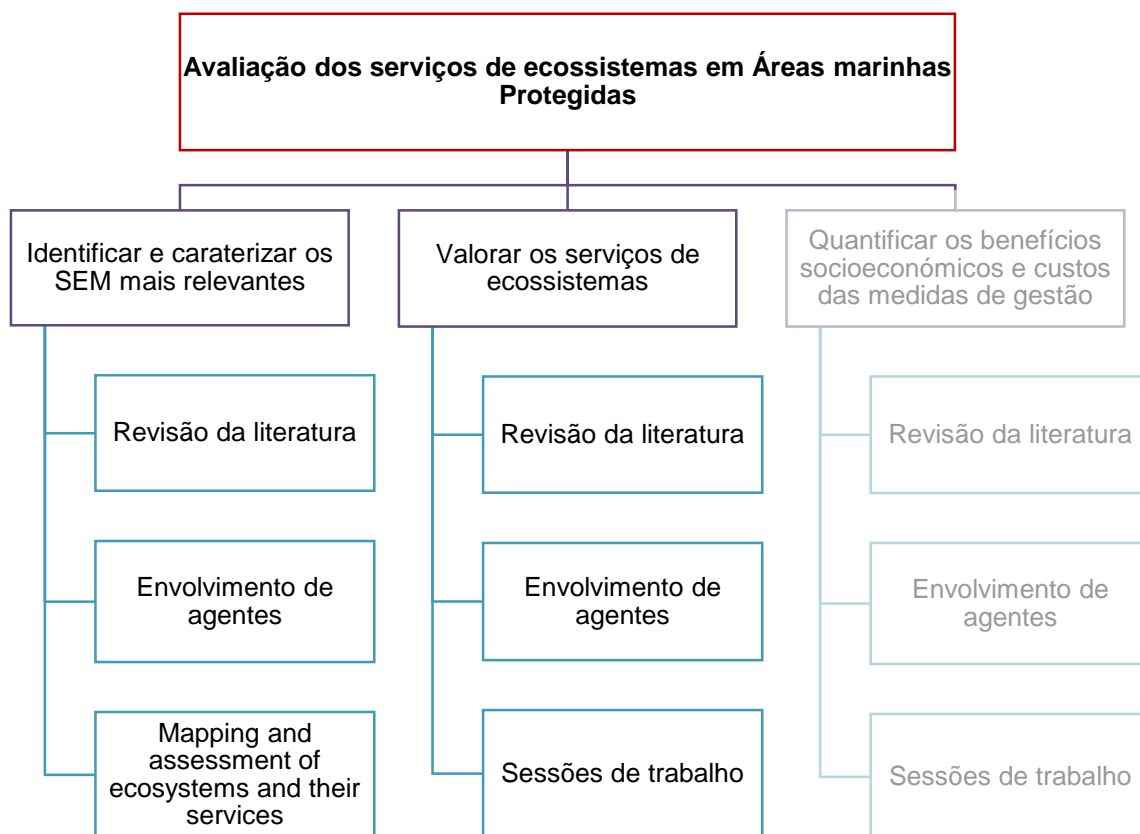 Avaliação dos serviços de ecossistemas em Áreas marinhas
Protegidas
Identificar e caraterizar os
SEM mais relevantes
Revisão da literatura
Envolvimento de
agentes
Mapping and
assessment of
ecosystems and their
services
Valorar os serviços de
ecossistemas
Revisão da literatura
Envolvimento de
agentes
Sessões de trabalho
Quantificar os benefícios
socioeconómicos e custos
das medidas de gestão
Revisão da literatura
Envolvimento de
agentes
Sessões de trabalho